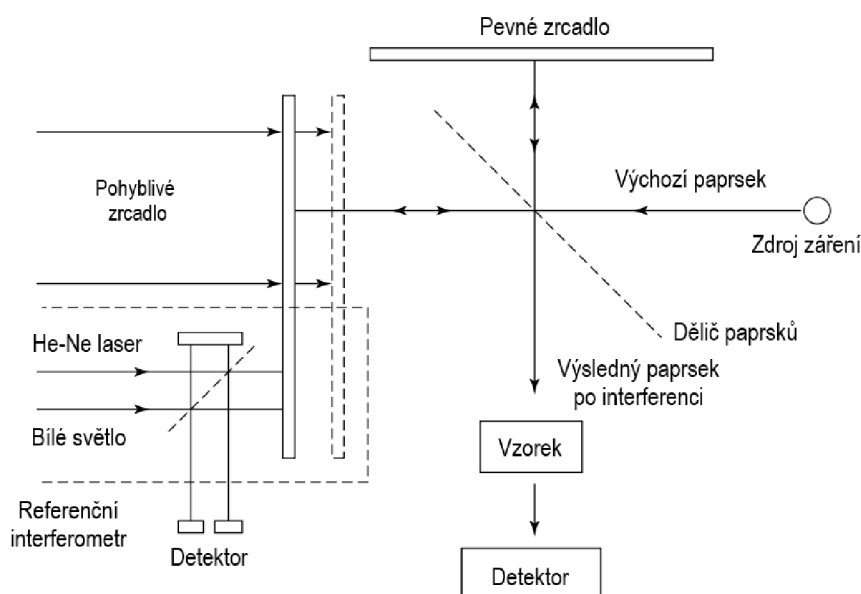 Pevné zrcadlo
Pohyblivé
zrcadlo
Výchozí paprsek
Zdroj záření
He-Ne laser
Dělič paprsků
Výsledný paprsek
po interferenci
Bílé světlo
Vzorek
Referenční
interferometr
Detektor
Detektor